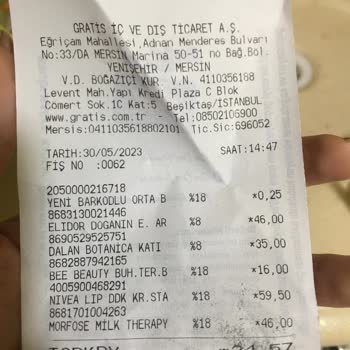 GRATİS İÇ VE DIŞ TİCARET A.Ş.
Eğriçam Mahallesi,Adnan Menderes Bulvarı
No:33/DA MERSİN Marina 50-51 no Bağ.Böl.
YENİŞEHİR / MERSİN
V.D. BOĞAZİÇİ KUR. V.N. 4110356188
Levent Mah.Yapı Kredi Plaza C Blok
Cömert Sok.1C Kat:5 Beşiktaş/İSTANBUL
www.gratis.com.tr - Tel:08502106900
Mersis:0411035618802101 Tic.Sic:696052
TARİH:30/05/2023 SAAT:14:47
FİŞ NO :0062
2050000216718
YENİ BARKODLU ORTA B %18 *0,25
8683130021446
ELIDOR DOGANIN E. AR %8 *46,00
8690529525751
DALAN BOTANICA KATI %8 *35,00
8682887942165
BEE BEAUTY BUH.TER.B %18 *16,00
4005900468291
NIVEA LIP DDK KR.STA %18 *59,50
8681701004263
MORFOSE MILK THERAPY %18 *46,00